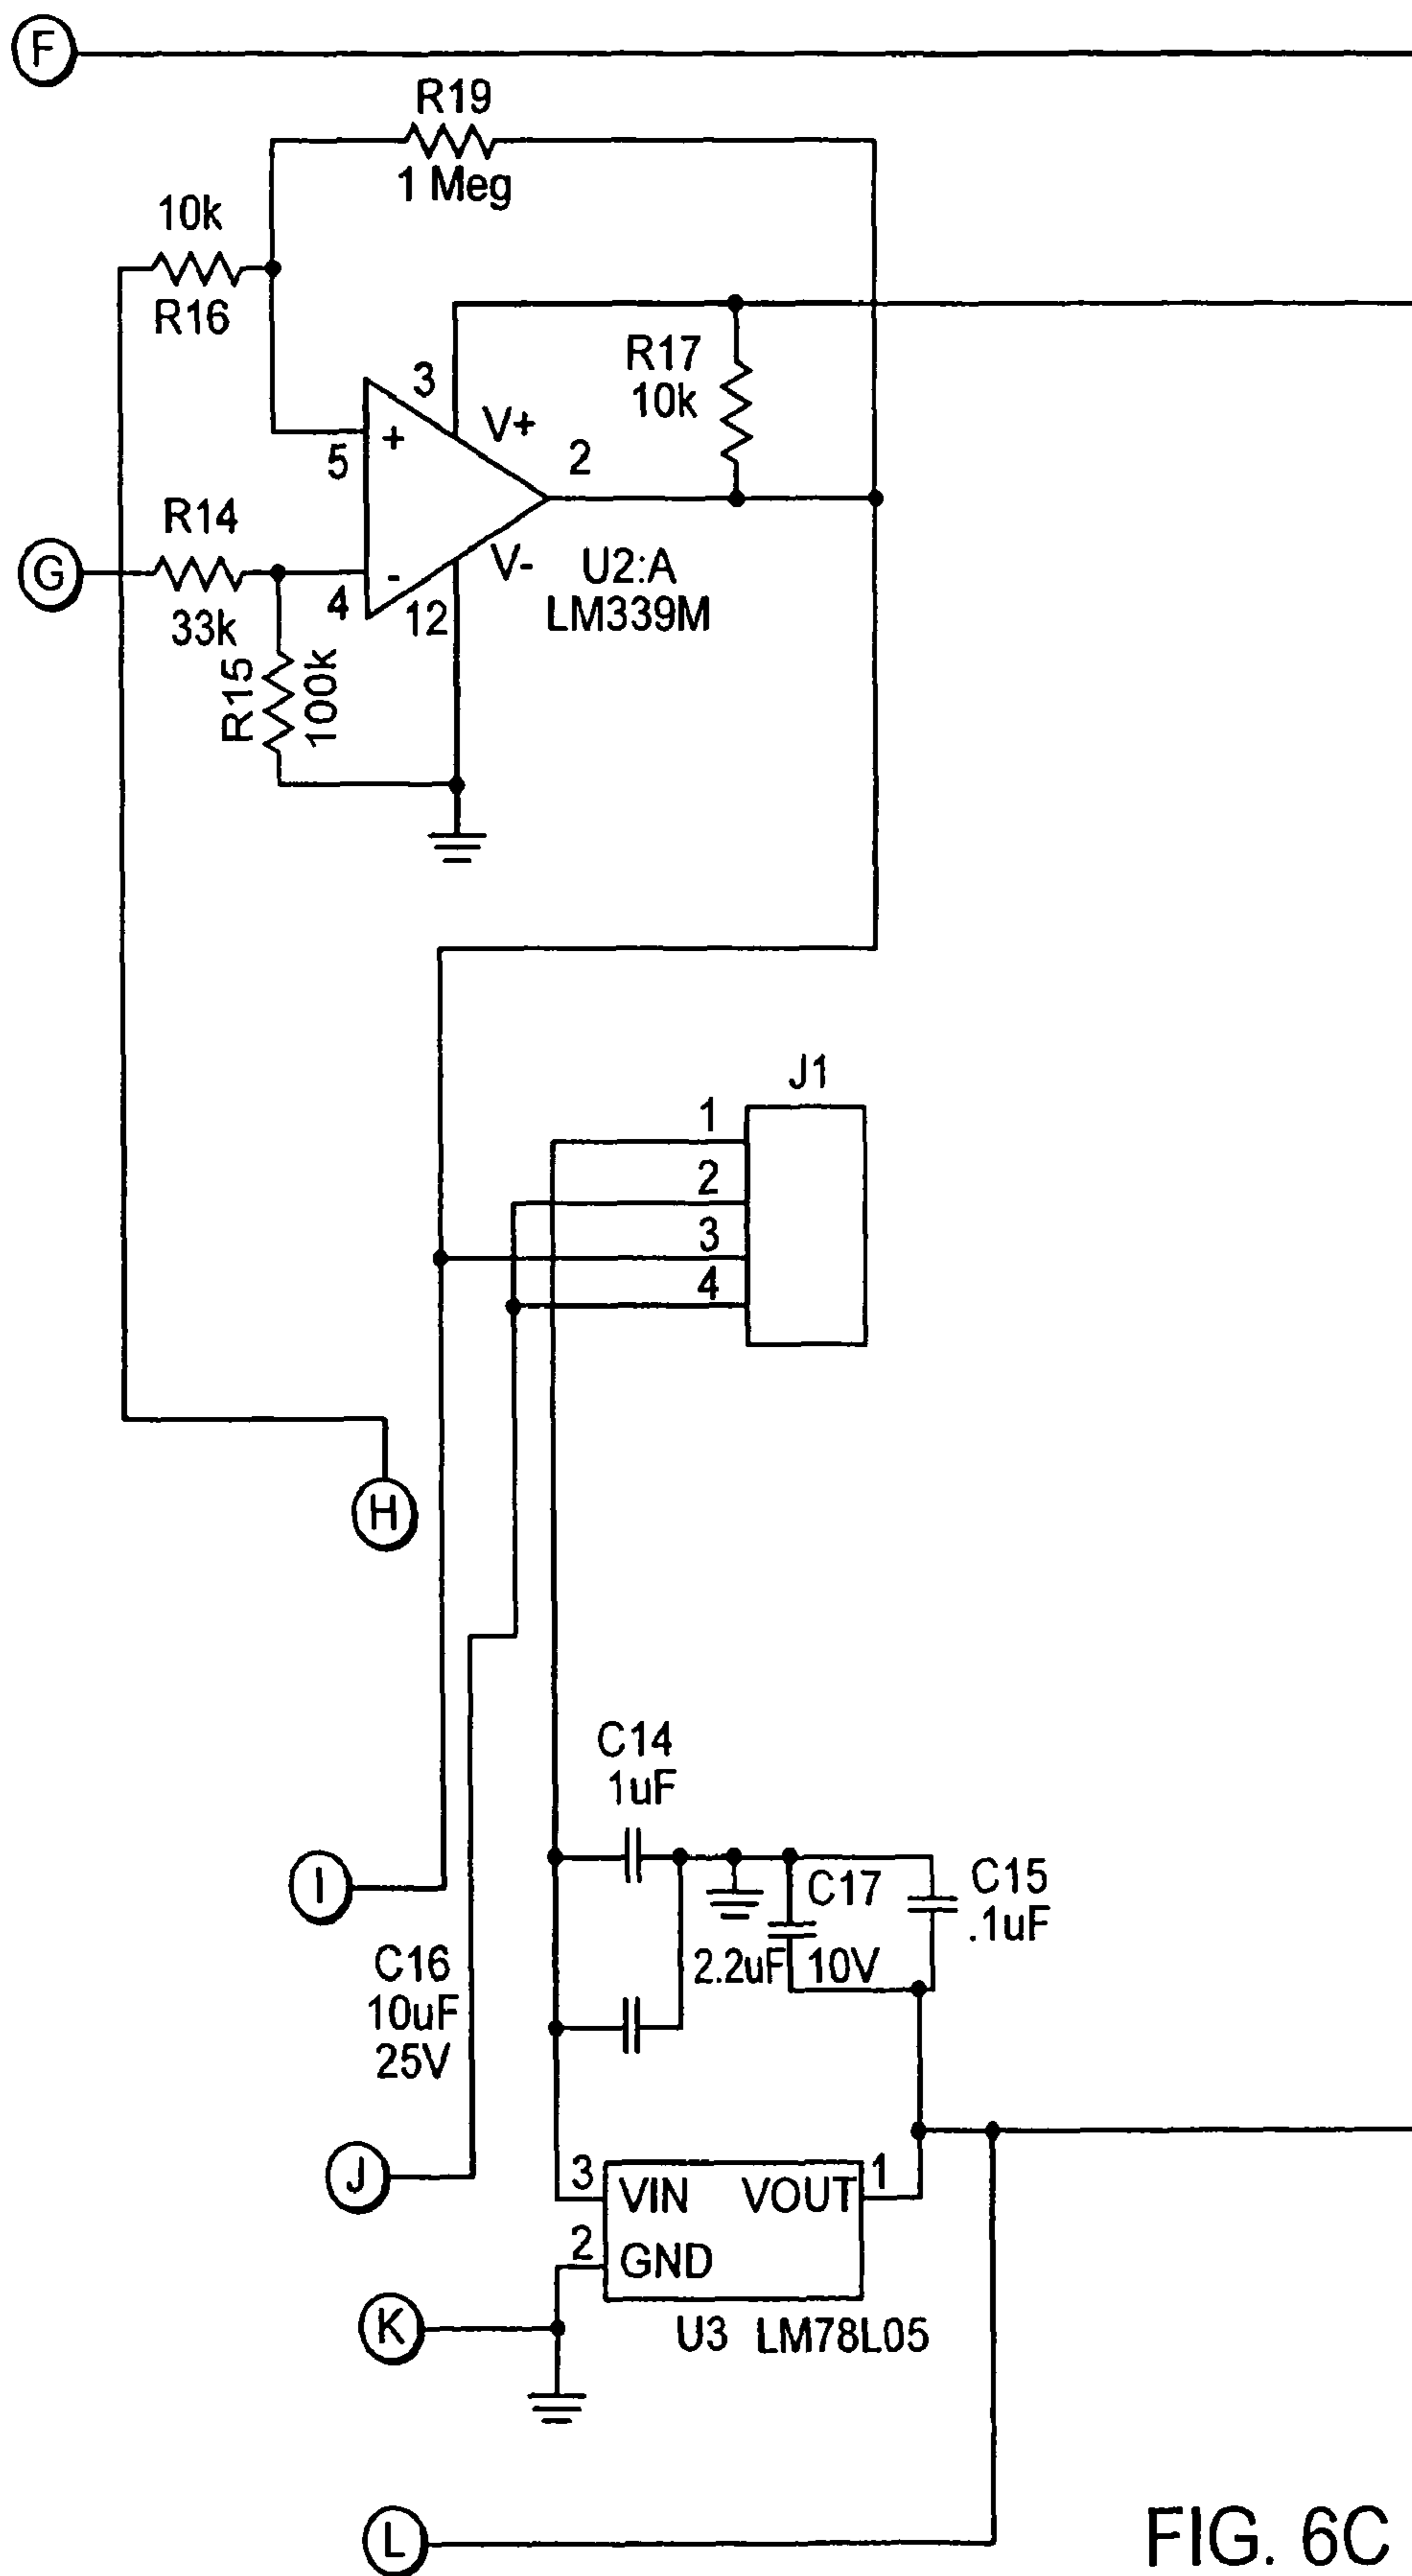 F
R19
1 Meg
10k
R16
3
V+
R17
10k
5
+
2
R14
G
33k
4
-
12
V-
U2:A
LM339M
R15
100k
J1
1
2
3
4
H
C14
1uF
I
C17
C15
.1uF
2.2uF 10V
C16
10uF
25V
J
3
VIN
VOUT
1
2
GND
K
U3 LM78L05
L
FIG. 6C